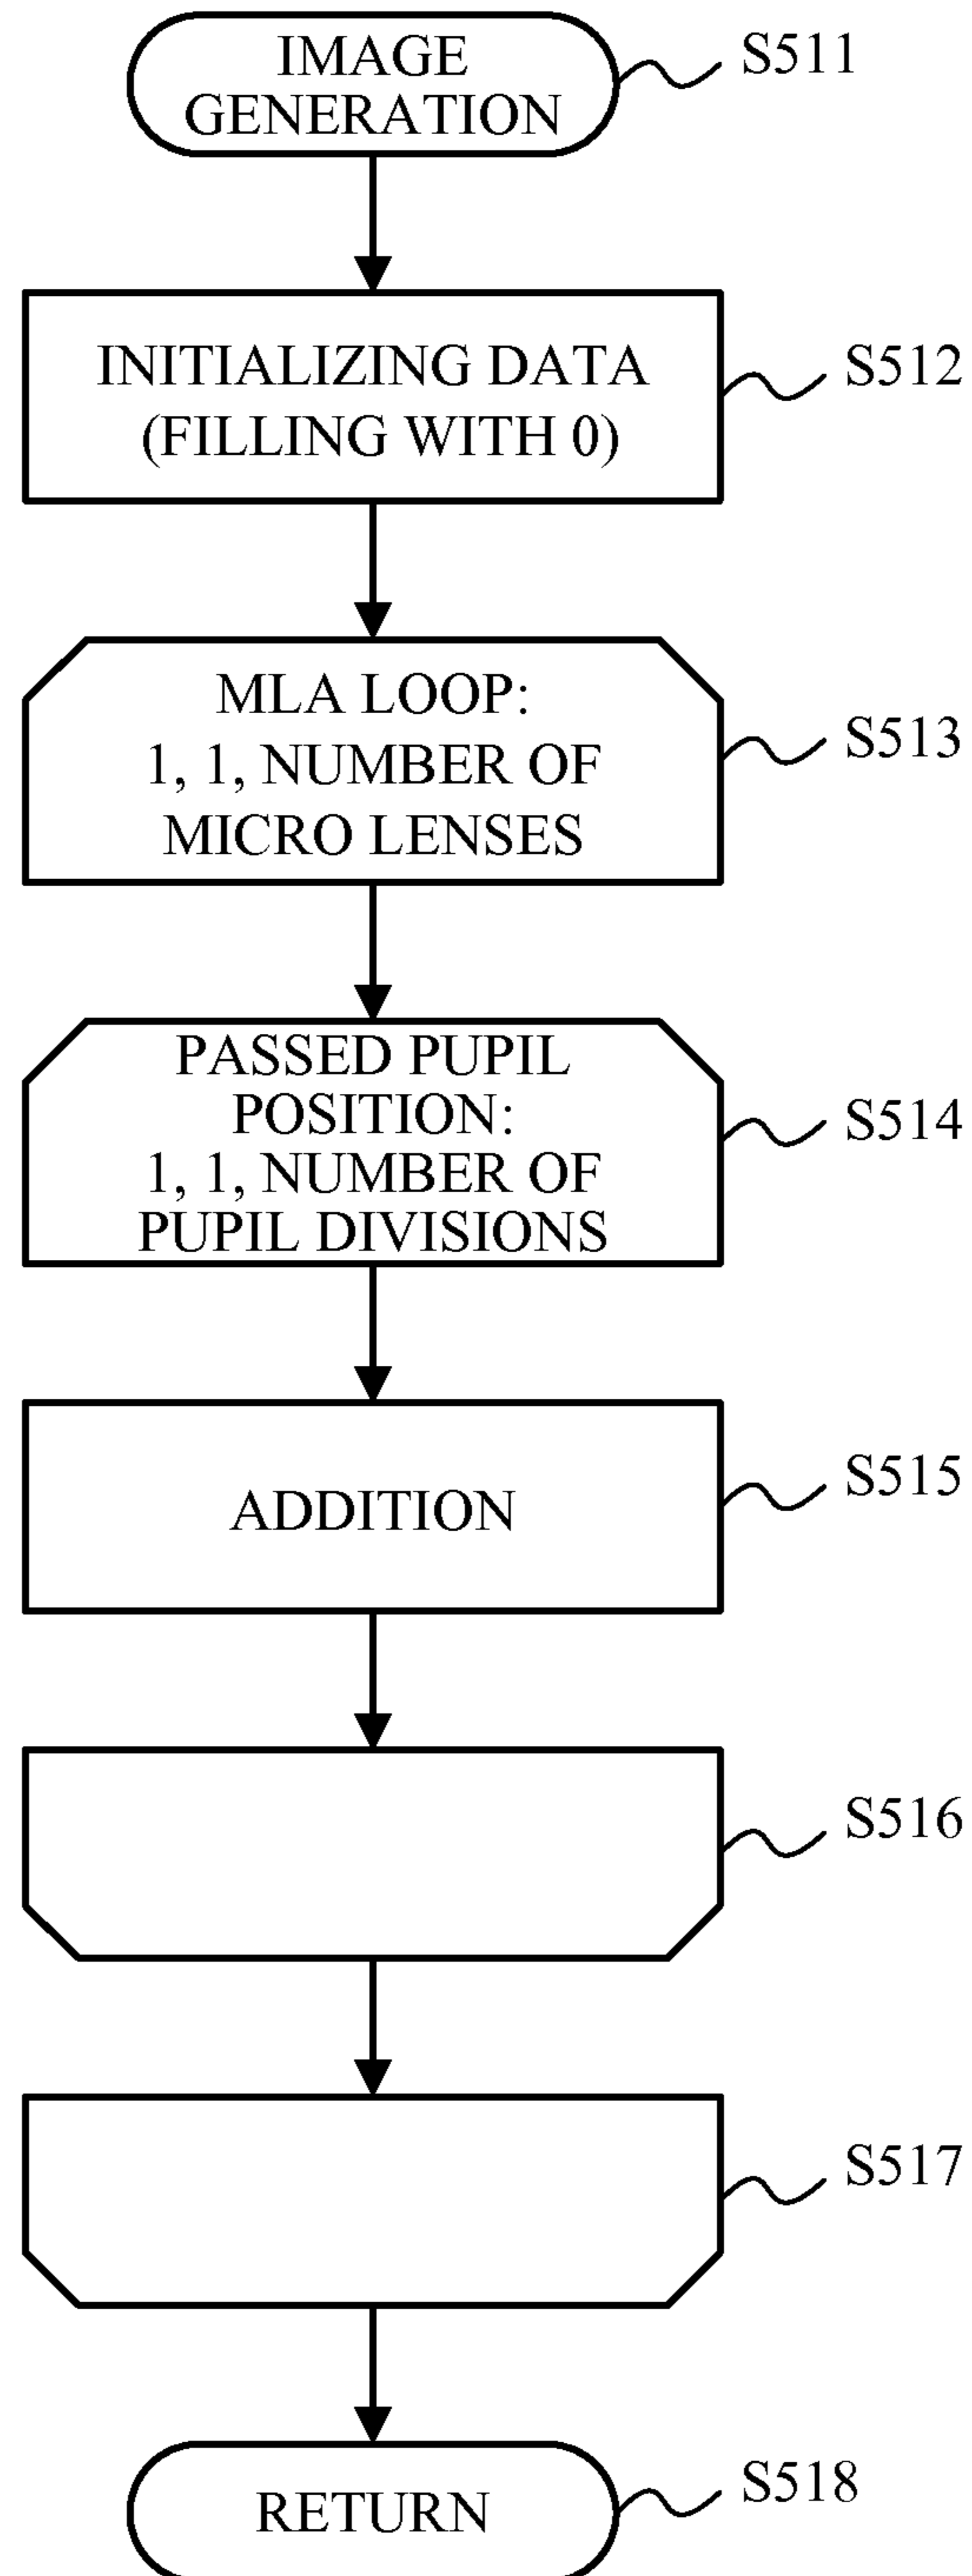 IMAGE
GENERATION
S511
INITIALIZING DATA
(FILLING WITH 0)
S512
MLA LOOP:
1, 1, NUMBER OF
MICRO LENSES
S513
PASSED PUPIL
POSITION:
1, 1, NUMBER OF
PUPIL DIVISIONS
S514
ADDITION
S515
S516
S517
RETURN
S518